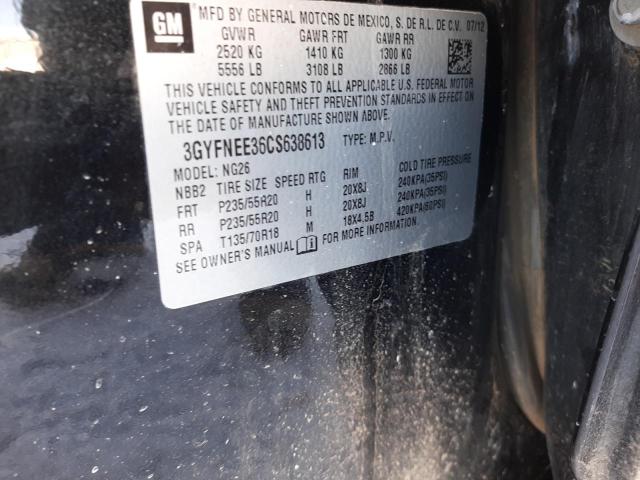 GM
MFD BY GENERAL MOTORS DE MEXICO, S. DE R.L. DE C.V. 07/12
GVWR GAWR FRT GAWR RR
2520 KG 1410 KG 1300 KG
5556 LB 3108 LB 2866 LB
THIS VEHICLE CONFORMS TO ALL APPLICABLE U.S. FEDERAL MOTOR
VEHICLE SAFETY AND THEFT PREVENTION STANDARDS IN EFFECT ON
THE DATE OF MANUFACTURE SHOWN ABOVE.
3GYFNEE36CS638613 TYPE: M.P.V.
MODEL: NG26
NBB2 TIRE SIZE SPEED RTG RIM COLD TIRE PRESSURE
FRT P235/55R20 H 20X8J 240KPA(35PSI)
RR P235/55R20 H 20X8J 240KPA(35PSI)
SPA T135/70R18 M 18X4.5B 420KPA(60PSI)
SEE OWNER'S MANUAL FOR MORE INFORMATION.